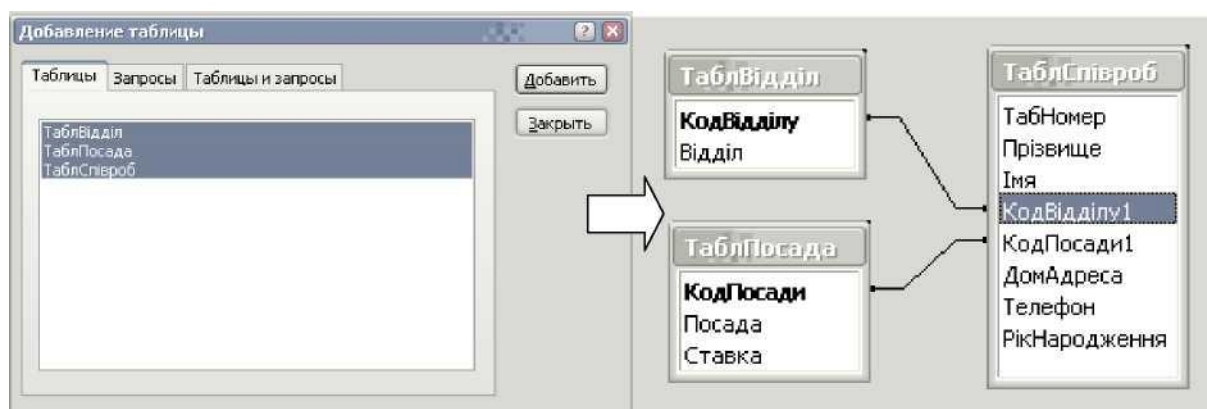 Добавление таблицы
Таблицы Запросы Таблицы и запросы
ТаблВідділ
ТаблПосада
ТаблСпівроб
Добавить
Закрыть
ТаблВідділ
КодВідділу
Відділ
ТаблПосада
КодПосади
Посада
Ставка
ТаблСпівроб
ТабНомер
Прізвище
Імя
КодВідділу1
КодПосади1
ДомАдреса
Телефон
РікНародження